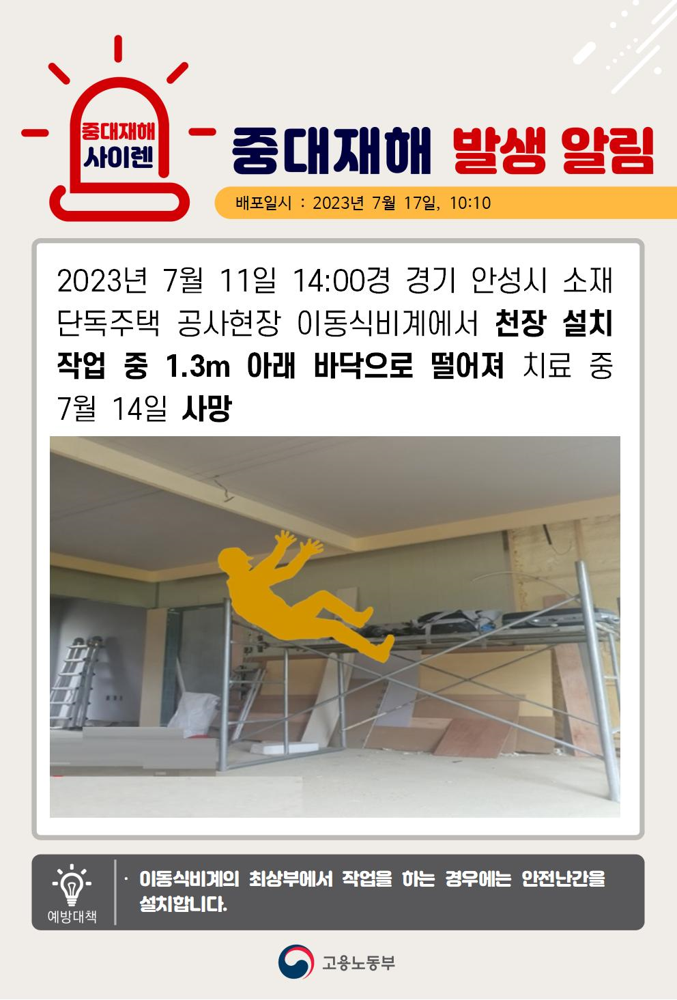 중대재해
사이렌
중대재해 발생 알림
배포일시 : 2023년 7월 17일, 10:10
2023년 7월 11일 14:00경 경기 안성시 소재
단독주택 공사현장 이동식비계에서 천장 설치
작업 중 1.3m 아래 바닥으로 떨어져 치료 중
7월 14일 사망
· 이동식비계의 최상부에서 작업을 하는 경우에는 안전난간을
설치합니다.
예방대책
고용노동부